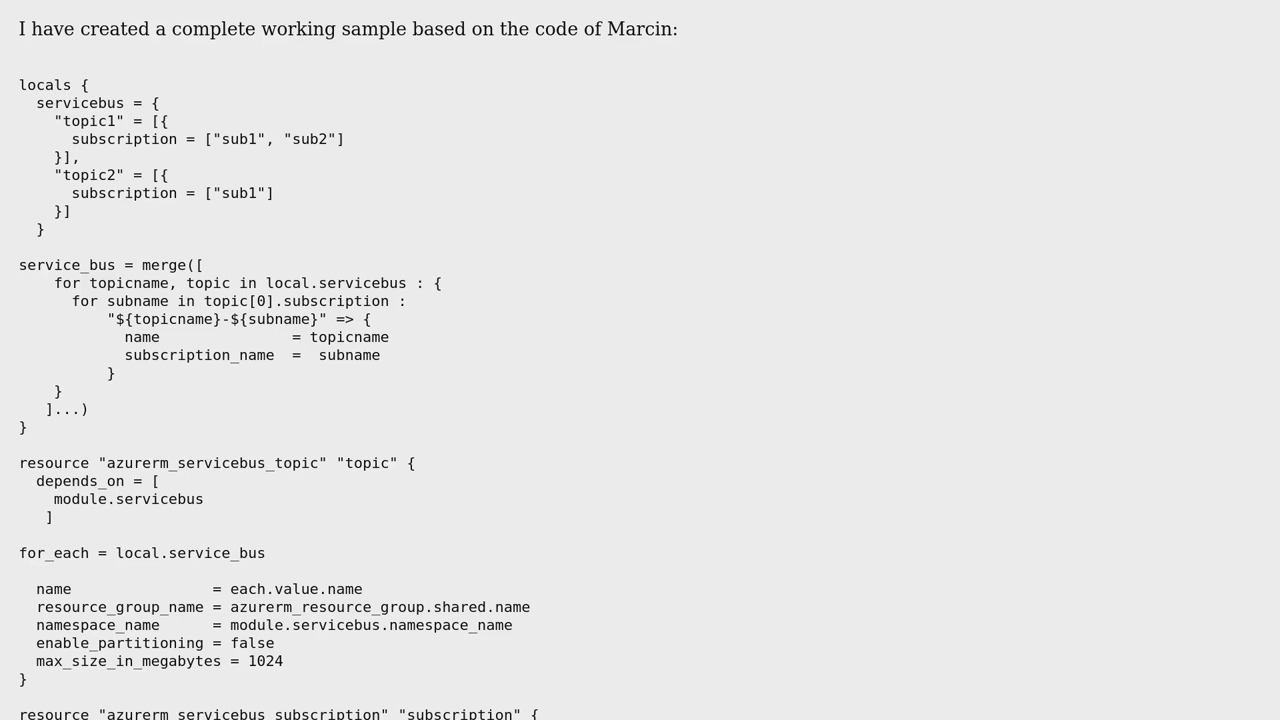 I have created a complete working sample based on the code of Marcin:
locals {
  servicebus = {
    "topic1" = [{
      subscription = ["sub1", "sub2"]
    }],
    "topic2" = [{
      subscription = ["sub1"]
    }]
  }
service_bus = merge([
    for topicname, topic in local.servicebus : {
      for subname in topic[0].subscription :
          "${topicname}-${subname}" => {
            name               = topicname
            subscription_name  =  subname
          }
    }
   ]...)
}
resource "azurerm_servicebus_topic" "topic" {
  depends_on = [
    module.servicebus
   ]
for_each = local.service_bus
  name                = each.value.name
  resource_group_name = azurerm_resource_group.shared.name
  namespace_name      = module.servicebus.namespace_name
  enable_partitioning = false
  max_size_in_megabytes = 1024
}
resource "azurerm_servicebus_subscription" "subscription" {